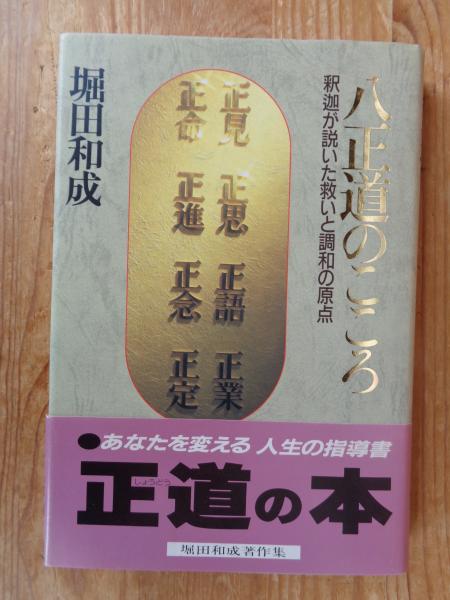 八正道のこころ
釈迦が説いた救いと調和の原点
正見 正思 正語 正業
正命 正進 正念 正定
堀田和成
●あなたを変える 人生の指導書
しょうどう
正道の本
堀田和成著作集